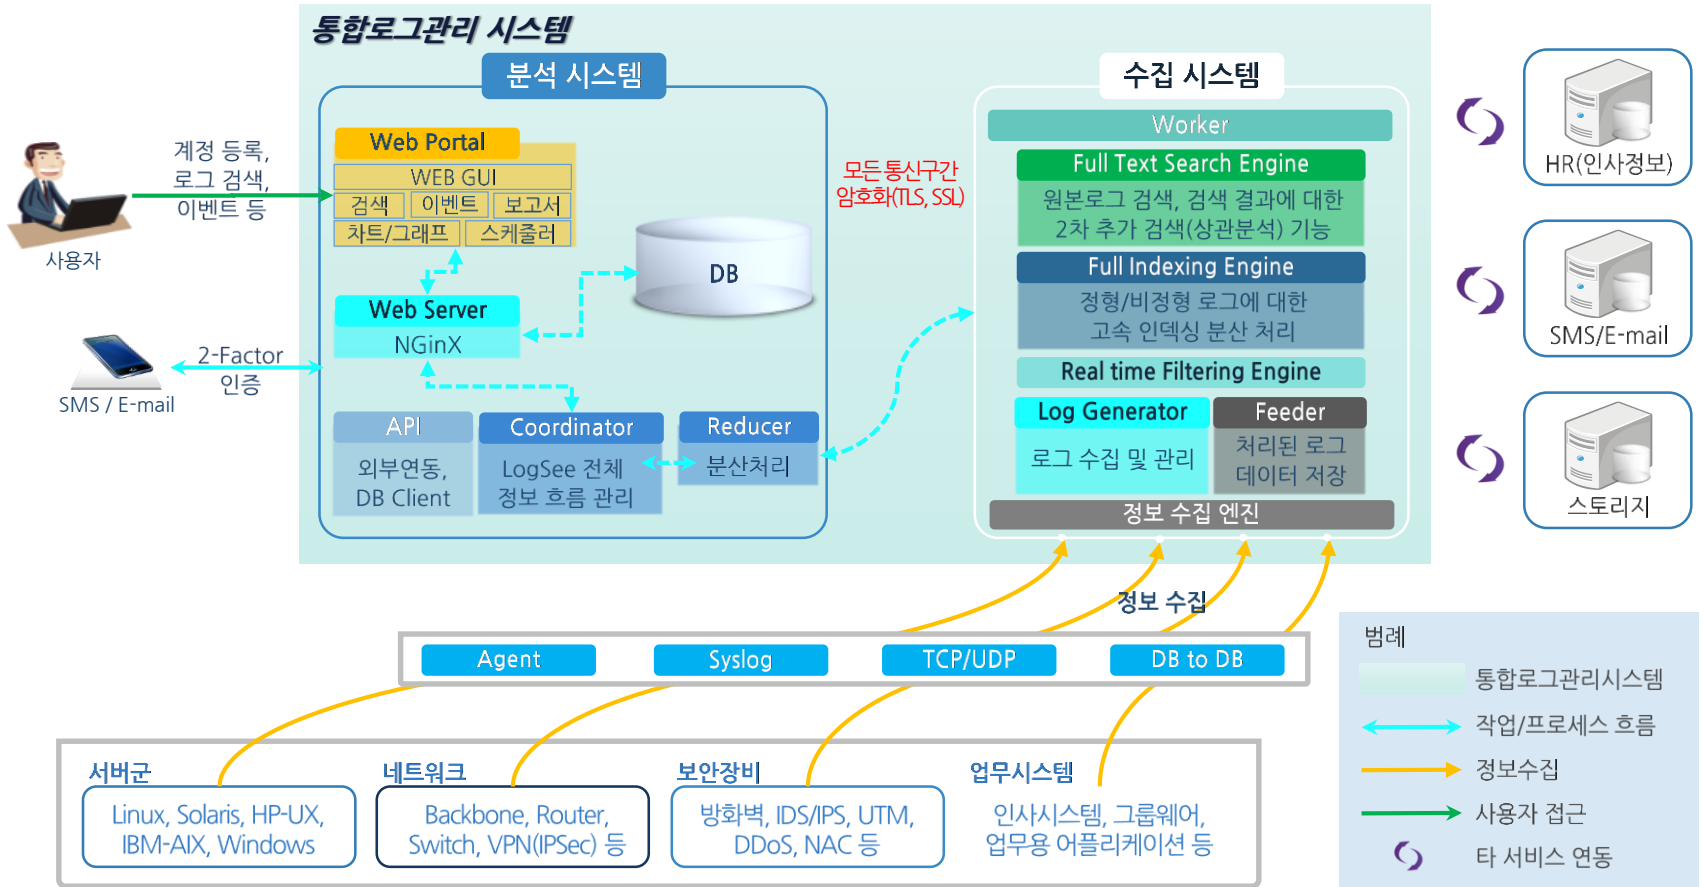 통합로그관리 시스템
분석 시스템
Web Portal
WEB GUI
검색
이벤트
보고서
차트/그래프
스케줄러
계정 등록,
로그 검색,
이벤트 등
사용자
DB
Web Server
NGinX
2-Factor
인증
SMS / E-mail
API
외부연동,
DB Client
Coordinator
LogSee 전체
정보 흐름 관리
Reducer
분산처리
모든 통신구간
암호화(TLS, SSL)
수집 시스템
Worker
Full Text Search Engine
원본로그 검색, 검색 결과에 대한
2차 추가 검색(상관분석) 기능
Full Indexing Engine
정형/비정형 로그에 대한
고속 인덱싱 분산 처리
Real time Filtering Engine
Log Generator
로그 수집 및 관리
Feeder
처리된 로그
데이터 저장
정보 수집 엔진
HR(인사정보)
SMS/E-mail
스토리지
정보 수집
Agent
Syslog
TCP/UDP
DB to DB
서버군
Linux, Solaris, HP-UX,
IBM-AIX, Windows
네트워크
Backbone, Router,
Switch, VPN(IPSec) 등
보안장비
방화벽, IDS/IPS, UTM,
DDoS, NAC 등
업무시스템
인사시스템, 그룹웨어,
업무용 어플리케이션 등
범례
통합로그관리시스템
작업/프로세스 흐름
정보수집
사용자 접근
타 서비스 연동